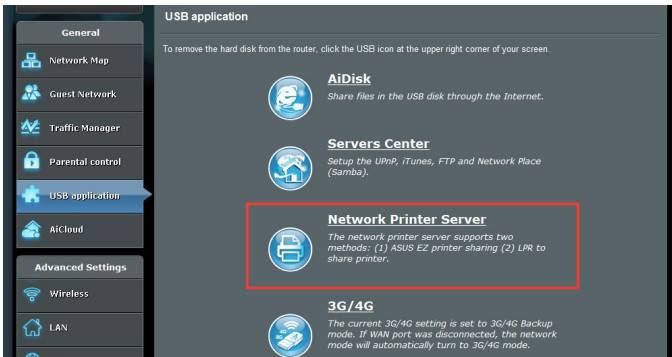 USB application
General
To remove the hard disk from the router, click the USB icon at the upper right corner of your screen.
Network Map
AiDisk
Share files in the USB disk through the Internet.
Guest Network
Traffic Manager
Servers Center
Setup the UPnP, iTunes, FTP and Network Place
(Samba).
Parental control
USB application
Network Printer Server
The network printer server supports two
methods: (1) ASUS EZ printer sharing (2) LPR to
share printer.
AiCloud
Advanced Settings
Wireless
3G/4G
The current 3G/4G setting is set to 3G/4G Backup
mode. If WAN port was disconnected, the network
mode will automatically turn to 3G/4G mode.
LAN